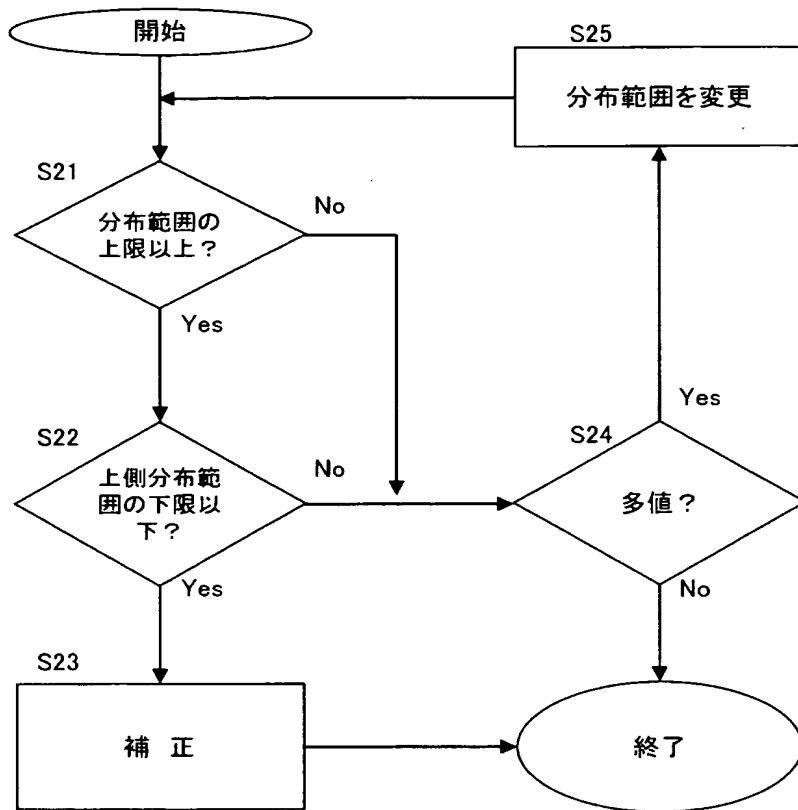 開始
S25
分布範囲を変更
S21
分布範囲の
上限以上？
No
Yes
S22
上側分布範
囲の下限以
下？
No
Yes
S24
多値？
Yes
No
S23
補 正
終了